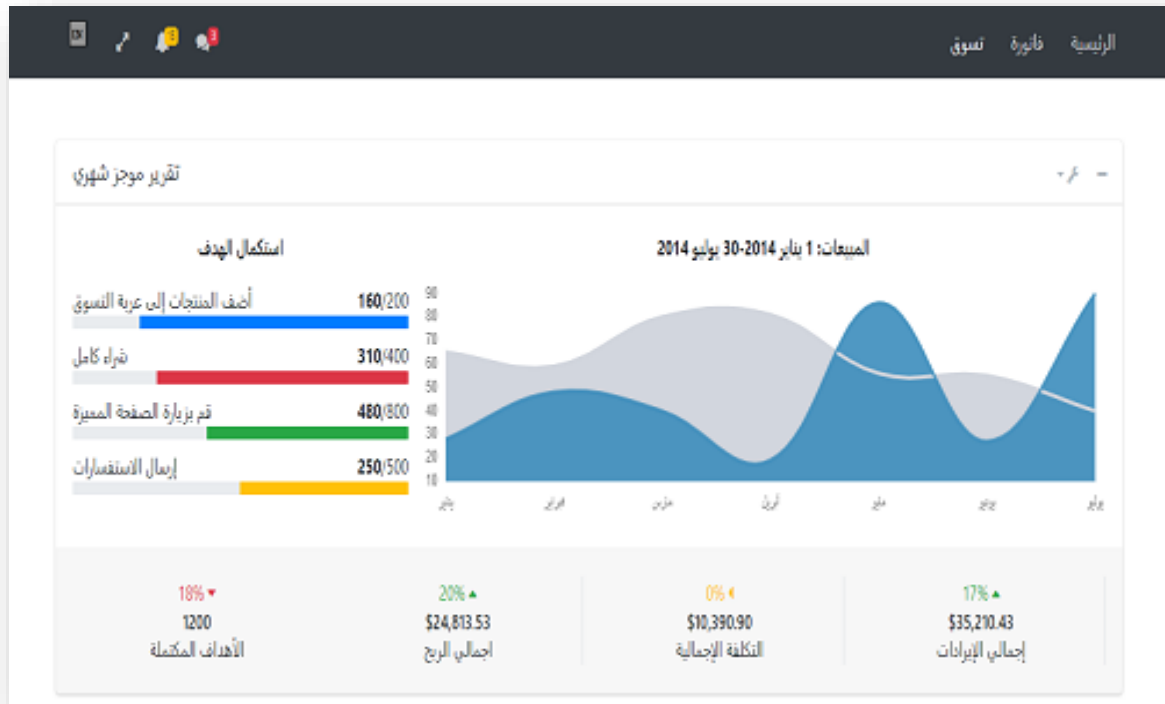 الرئيسية فاتورة تسوق
3
15
تقرير موجز شهري
المبيعات: 1 يناير 2014-30 يوليو 2014
90
80
70
60
50
40
30
20
10
يناير فبراير مارس أبريل مايو يونيو يوليو
استكمال الهدف
أضف المنتجات إلى عربة التسوق 160/200
شراء كامل 310/400
قم بزيارة الصفحة المميزة 480/800
إرسال الاستفسارات 250/500
17%
$35,210.43
إجمالي الإيرادات
0%
$10,390.90
التكلفة الإجمالية
20%
$24,813.53
اجمالي الربح
18%
1200
الأهداف المكتملة